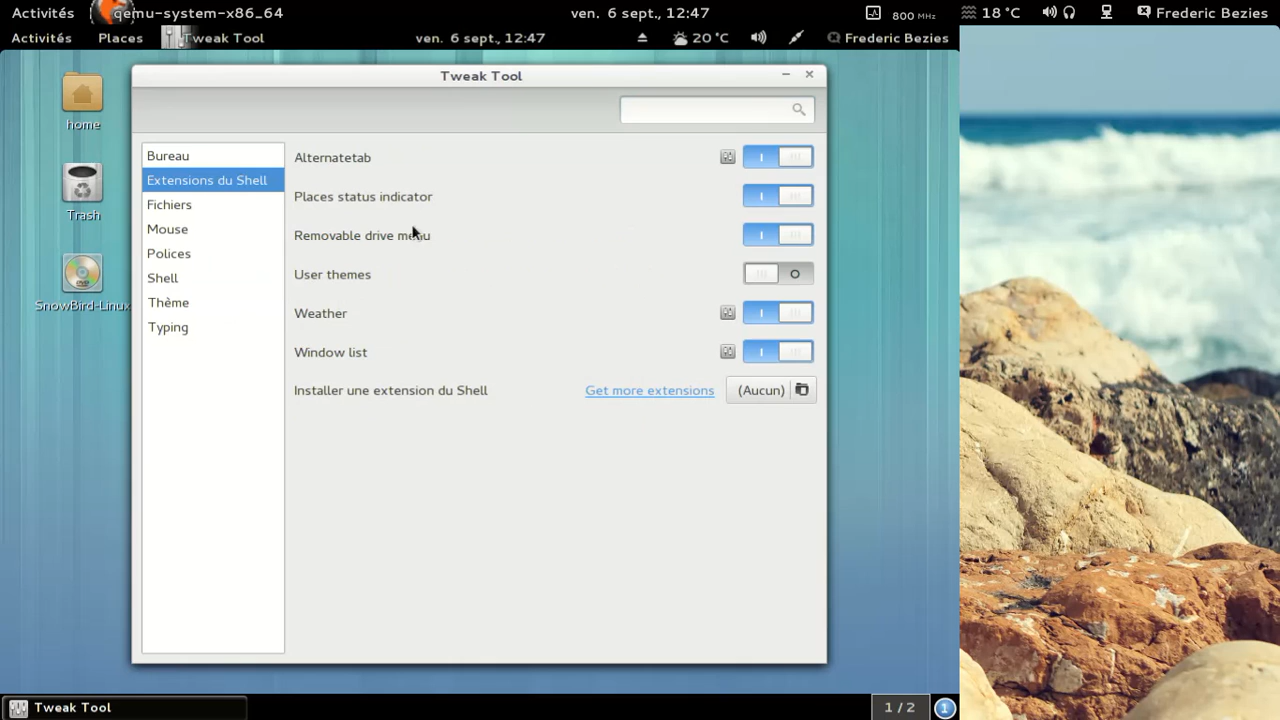 Activités qemu-system-x86_64 ven. 6 sept., 12:47 800 MHz 18 °C Frederic Bezies
Activités Places Tweak Tool ven. 6 sept., 12:47 20 °C Frederic Bezies
Tweak Tool
home
Trash
SnowBird-Linux
Bureau
Extensions du Shell
Fichiers
Mouse
Polices
Shell
Thème
Typing
Alternatetab
Places status indicator
Removable drive menu
User themes
Weather
Window list
Installer une extension du Shell Get more extensions (Aucun)
Tweak Tool 1 / 2 1